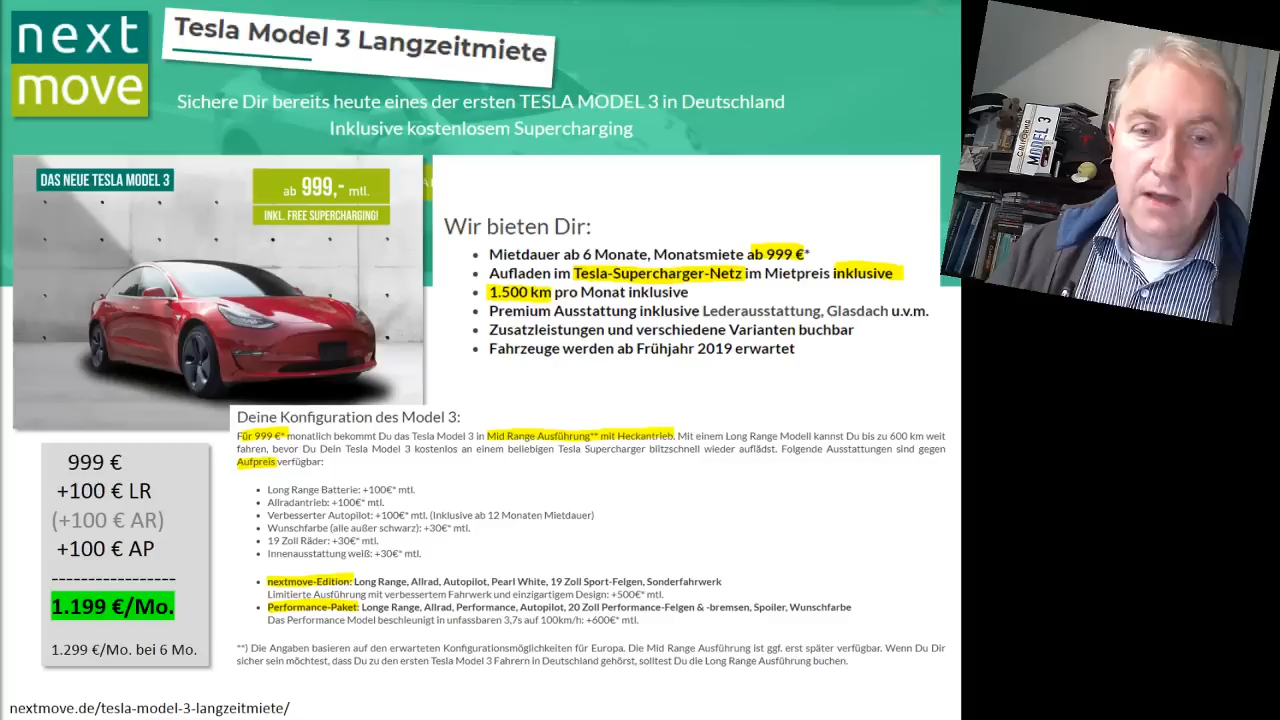 next
move
Tesla Model 3 Langzeitmiete
Sichere Dir bereits heute eines der ersten TESLA MODEL 3 in Deutschland
Inklusive kostenlosem Supercharging
DAS NEUE TESLA MODEL 3
ab 999,- mtl.
INKL. FREE SUPERCHARGING!
Wir bieten Dir:
• Mietdauer ab 6 Monate, Monatsmiete ab 999 €*
• Aufladen im Tesla-Supercharger-Netz im Mietpreis inklusive
• 1.500 km pro Monat inklusive
• Premium Ausstattung inklusive Lederausstattung, Glasdach u.v.m.
• Zusatzleistungen und verschiedene Varianten buchbar
• Fahrzeuge werden ab Frühjahr 2019 erwartet
Deine Konfiguration des Model 3:
Für 999 €* monatlich bekommt Du das Tesla Model 3 in Mid Range Ausführung** mit Heckantrieb. Mit einem Long Range Modell kannst Du bis zu 600 km weit
fahren, bevor Du Dein Tesla Model 3 kostenlos an einem beliebigen Tesla Supercharger blitzschnell wieder auflädst. Folgende Ausstattungen sind gegen
Aufpreis verfügbar:
• Long Range Batterie: +100€* mtl.
• Allradantrieb: +100€* mtl.
• Verbesserter Autopilot: +100€* mtl. (Inklusive ab 12 Monaten Mietdauer)
• Wunschfarbe (alle außer schwarz): +30€* mtl.
• 19 Zoll Räder: +30€* mtl.
• Innenausstattung weiß: +30€* mtl.
• nextmove-Edition: Long Range, Allrad, Autopilot, Pearl White, 19 Zoll Sport-Felgen, Sonderfahrwerk
Limitierte Ausführung mit verbessertem Fahrwerk und einzigartigem Design: +500€* mtl.
• Performance-Paket: Longe Range, Allrad, Performance, Autopilot, 20 Zoll Performance-Felgen & -bremsen, Spoiler, Wunschfarbe
Das Performance Model beschleunigt in unfassbaren 3,7s auf 100km/h: +600€* mtl.
**) Die Angaben basieren auf den erwarteten Konfigurationsmöglichkeiten für Europa. Die Mid Range Ausführung ist ggf. erst später verfügbar. Wenn Du Dir
sicher sein möchtest, dass Du zu den ersten Tesla Model 3 Fahrern in Deutschland gehörst, solltest Du die Long Range Ausführung buchen.
999 €
+100 € LR
(+100 € AR)
+100 € AP
------------------
1.199 €/Mo.
1.299 €/Mo. bei 6 Mo.
nextmove.de/tesla-model-3-langzeitmiete/
CALIFORNIA
MODEL 3